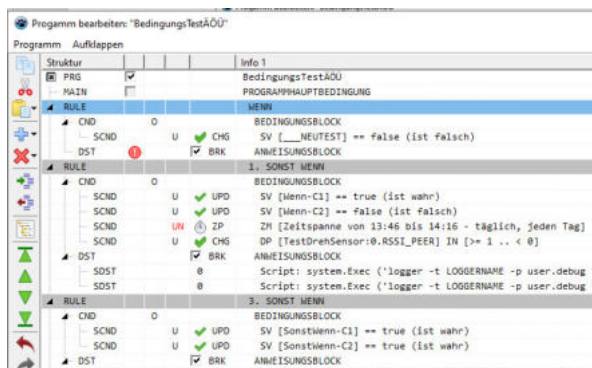 Progamm bearbeiten: "BedingungsTestÄÖÜ"
Programm Aufklappen
Struktur Info 1
PRG BedingungsTestÄÖÜ
MAIN PROGRAMMHAUPTBEDINGUNG
RULE WENN
CND O BEDINGUNGSBLOCK
SCND U CHG SV [___NEUTEST] == false (ist falsch)
DST BRK ANWEISUNGSBLOCK
RULE 1. SONST WENN
CND O BEDINGUNGSBLOCK
SCND U UPD SV [Wenn-C1] == true (ist wahr)
SCND U UPD SV [Wenn-C2] == false (ist falsch)
SCND UN ZP ZM [Zeitspanne von 13:46 bis 14:16 - täglich, jeden Tag]
SCND U CHG DP [TestDrehSensor:0.RSSI_PEER] IN [>= 1 .. < 0]
DST BRK ANWEISUNGSBLOCK
SDST 0 Script: system.Exec ('logger -t LOGGERNAME -p user.debug
SDST 0 Script: system.Exec ('logger -t LOGGERNAME -p user.debug
RULE 3. SONST WENN
CND O BEDINGUNGSBLOCK
SCND U UPD SV [SonstWenn-C1] == true (ist wahr)
SCND U UPD SV [SonstWenn-C2] == true (ist wahr)
DST BRK ANWEISUNGSBLOCK